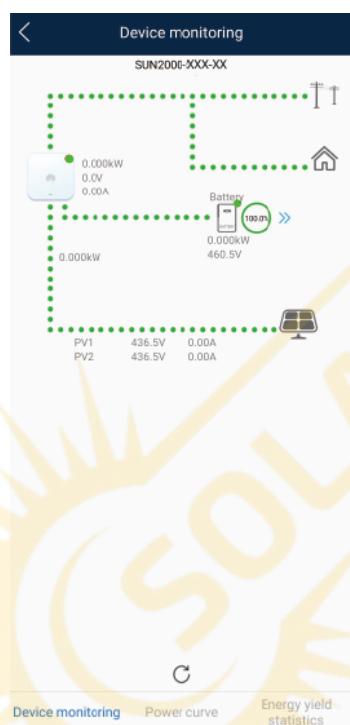 Device monitoring
SUN2000-XXX-XX
0.000kW
0.0V
0.00A
Battery
100.0%
0.000kW
460.5V
0.000kW
PV1 436.5V 0.00A
PV2 436.5V 0.00A
Device monitoring Power curve Energy yield statistics